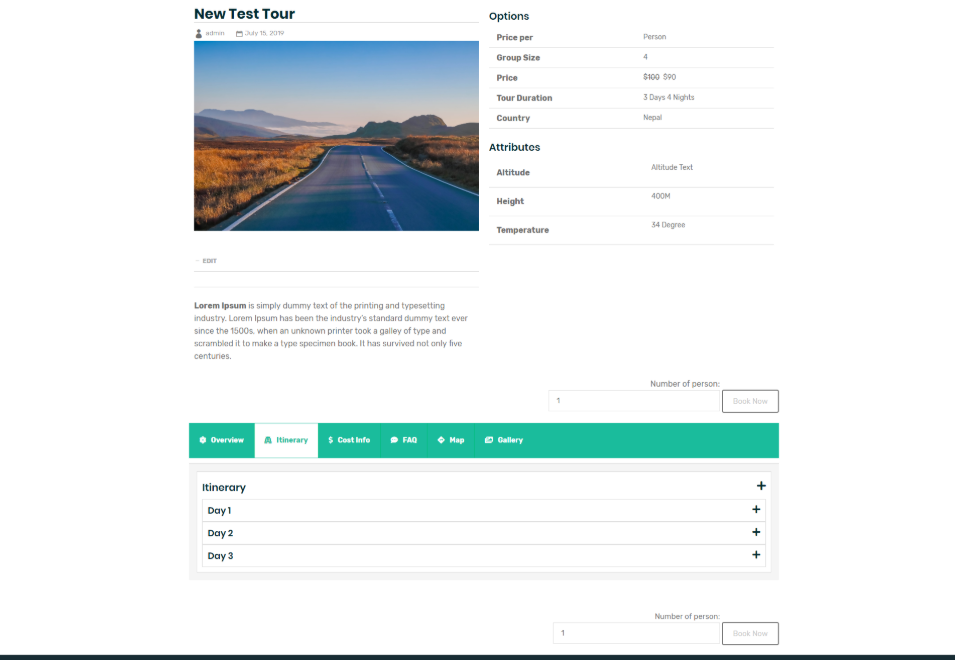 New Test Tour
admin July 15, 2019
EDIT
Lorem Ipsum is simply dummy text of the printing and typesetting
industry. Lorem Ipsum has been the industry's standard dummy text ever
since the 1500s, when an unknown printer took a galley of type and
scrambled it to make a type specimen book. It has survived not only five
centuries.
Options
Price per Person
Group Size 4
Price $100 $90
Tour Duration 3 Days 4 Nights
Country Nepal
Attributes
Altitude Altitude Text
Height 400M
Temperature 34 Degree
Number of person:
1 Book Now
Overview Itinerary Cost Info FAQ Map Gallery
Itinerary +
Day 1 +
Day 2 +
Day 3 +
Number of person:
1 Book Now